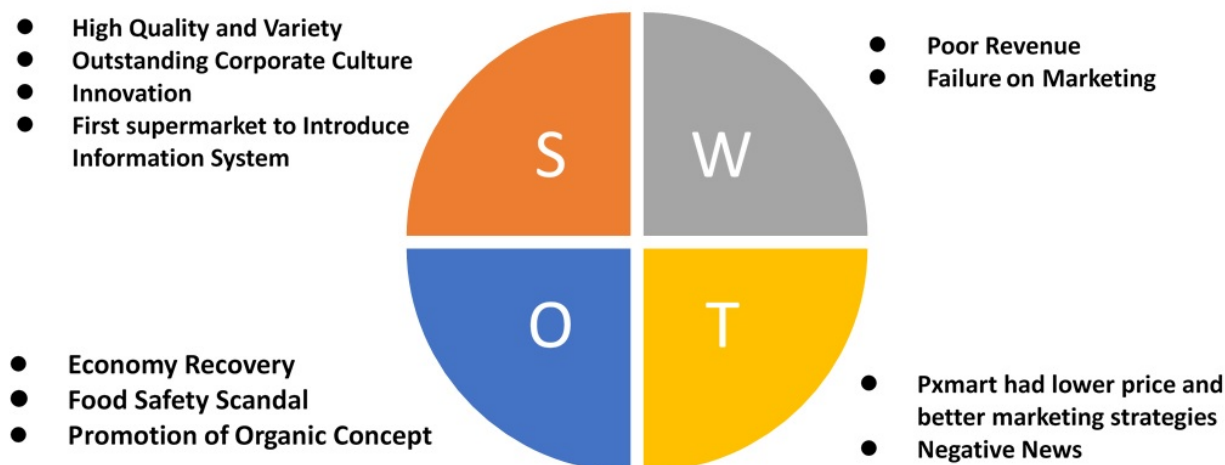 ● High Quality and Variety
● Outstanding Corporate Culture
● Innovation
● First supermarket to Introduce
Information System
● Poor Revenue
● Failure on Marketing
S
W
O
T
● Economy Recovery
● Food Safety Scandal
● Promotion of Organic Concept
● Pxmart had lower price and
better marketing strategies
● Negative News